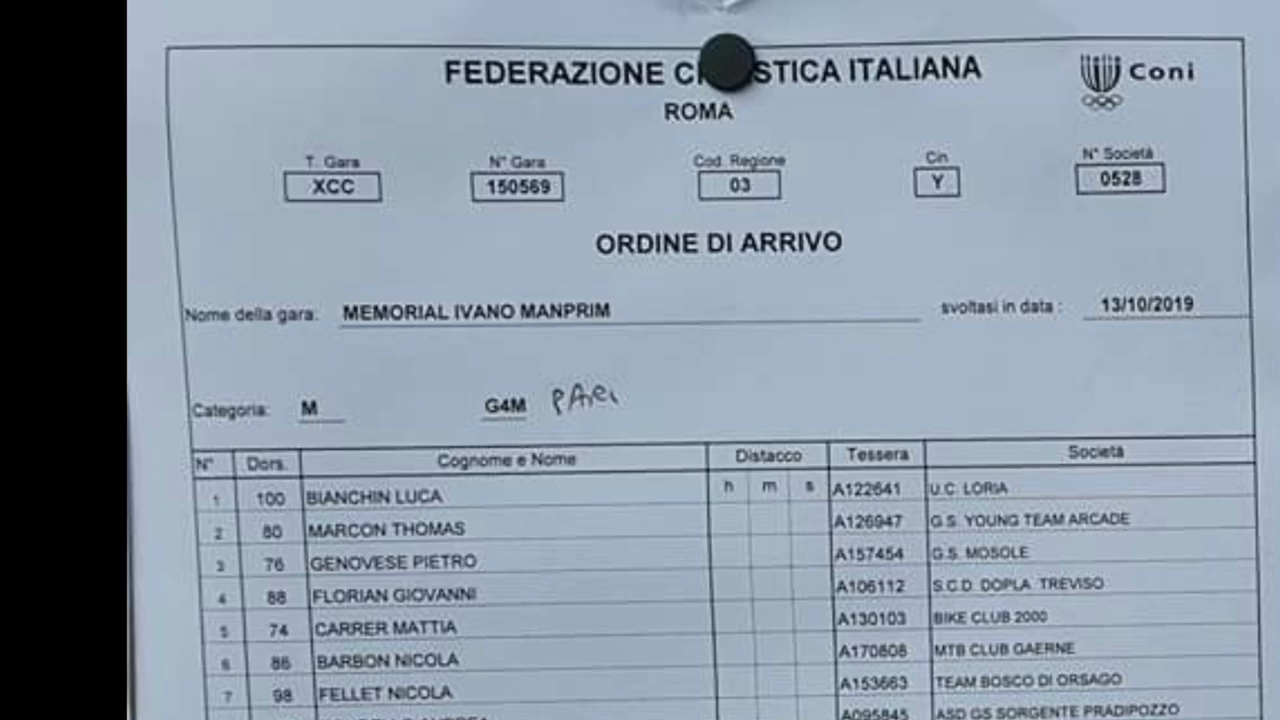 FEDERAZIONE CI STICA ITALIANA
Coni
ROMA
T. Gara N° Gara Cod. Regione Cin N° Società
XCC 150569 03 Y 0528
ORDINE DI ARRIVO
Nome della gara: MEMORIAL IVANO MANPRIM svoltasi in data : 13/10/2019
Categoria: M G4M PARI
N° Dors. Cognome e Nome Distacco Tessera Società
h m s
1 100 BIANCHIN LUCA A122641 U.C. LORIA
2 80 MARCON THOMAS A126947 G.S. YOUNG TEAM ARCADE
3 76 GENOVESE PIETRO A157454 G.S. MOSOLE
4 88 FLORIAN GIOVANNI A106112 S.C.D. DOPLA TREVISO
5 74 CARRER MATTIA A130103 BIKE CLUB 2000
6 86 BARBON NICOLA A170808 MTB CLUB GAERNE
7 98 FELLET NICOLA A153663 TEAM BOSCO DI ORSAGO
A095845 ASD GS SORGENTE PRADIPOZZO